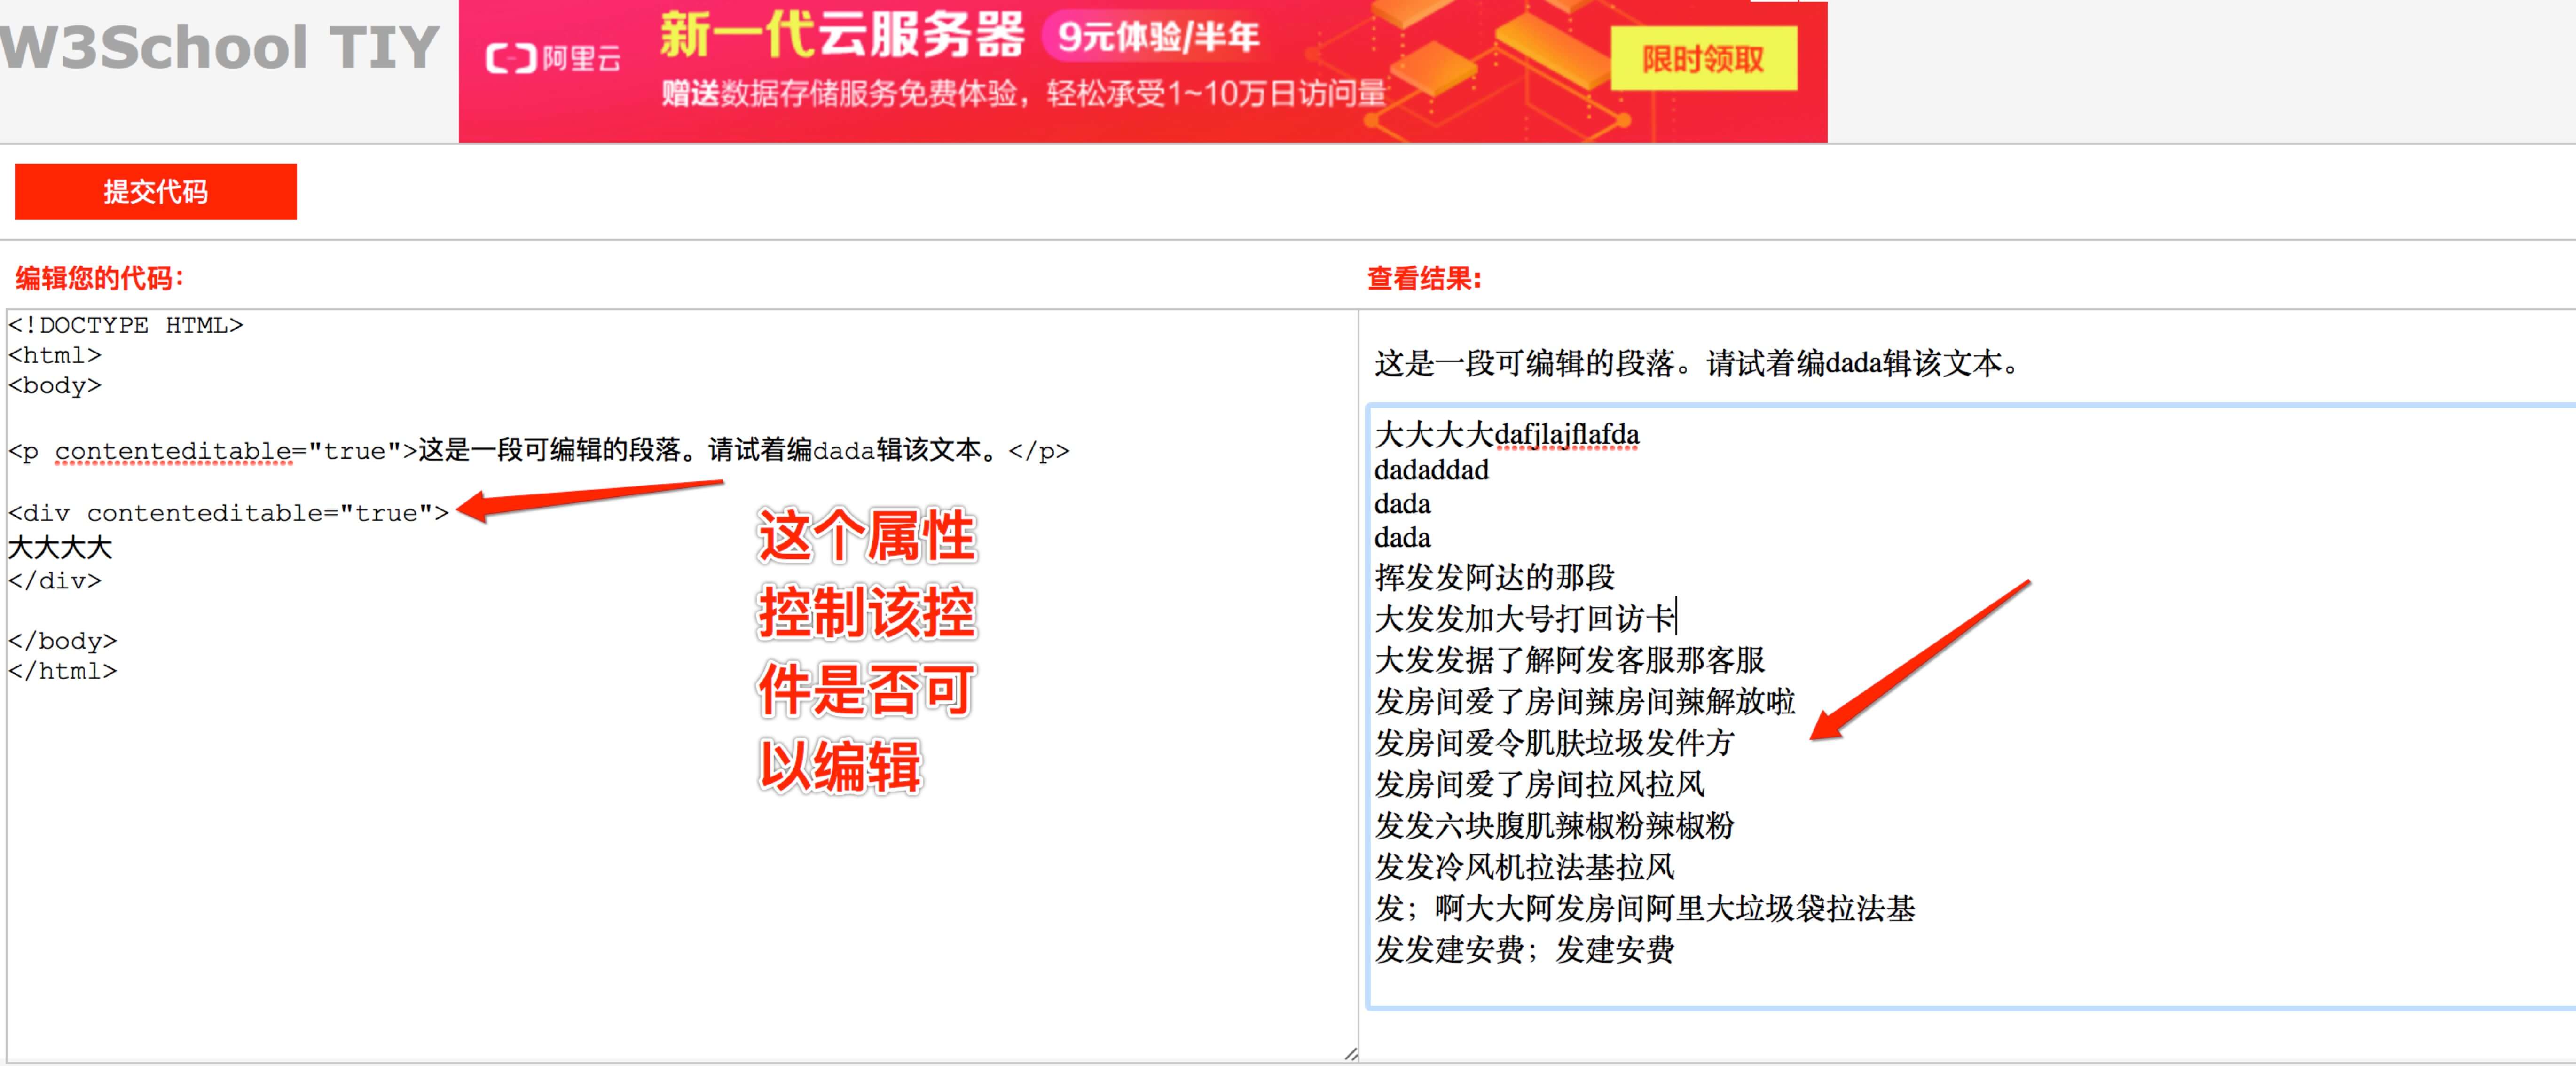 W3School TIY
阿里云
新一代云服务器 9元体验/半年
赠送数据存储服务免费体验，轻松承受1~10万日访问量
限时领取
提交代码
编辑您的代码：
查看结果:
<!DOCTYPE HTML>
<html>
<body>
<p contenteditable="true">这是一段可编辑的段落。请试着编dada辑该文本。</p>
<div contenteditable="true">
大大大大
</div>
</body>
</html>
这个属性
控制该控
件是否可
以编辑
这是一段可编辑的段落。请试着编dada辑该文本。
大大大大dafjlajflafda
dadaddad
dada
dada
挥发发阿达的那段
大发发加大号打回访卡
大发发据了解阿发客服那客服
发房间爱了房间辣房间辣解放啦
发房间爱令肌肤垃圾发件方
发房间爱了房间拉风拉风
发发六块腹肌辣椒粉辣椒粉
发发冷风机拉法基拉风
发；啊大大阿发房间阿里大垃圾袋拉法基
发发建安费；发建安费